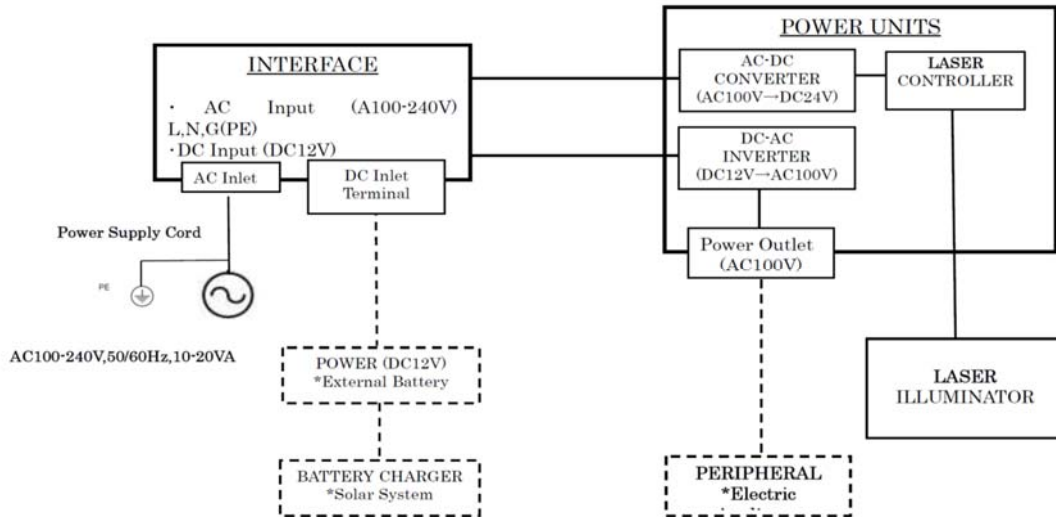 POWER UNITS
INTERFACE
· AC Input (A100-240V)
L,N,G(PE)
·DC Input (DC12V)
AC Inlet
DC Inlet
Terminal
AC-DC
CONVERTER
(AC100V→DC24V)
LASER
CONTROLLER
DC-AC
INVERTER
(DC12V→AC100V)
Power Outlet
(AC100V)
Power Supply Cord
PE
AC100-240V,50/60Hz,10-20VA
POWER (DC12V)
*External Battery
BATTERY CHARGER
*Solar System
LASER
ILLUMINATOR
PERIPHERAL
*Electric